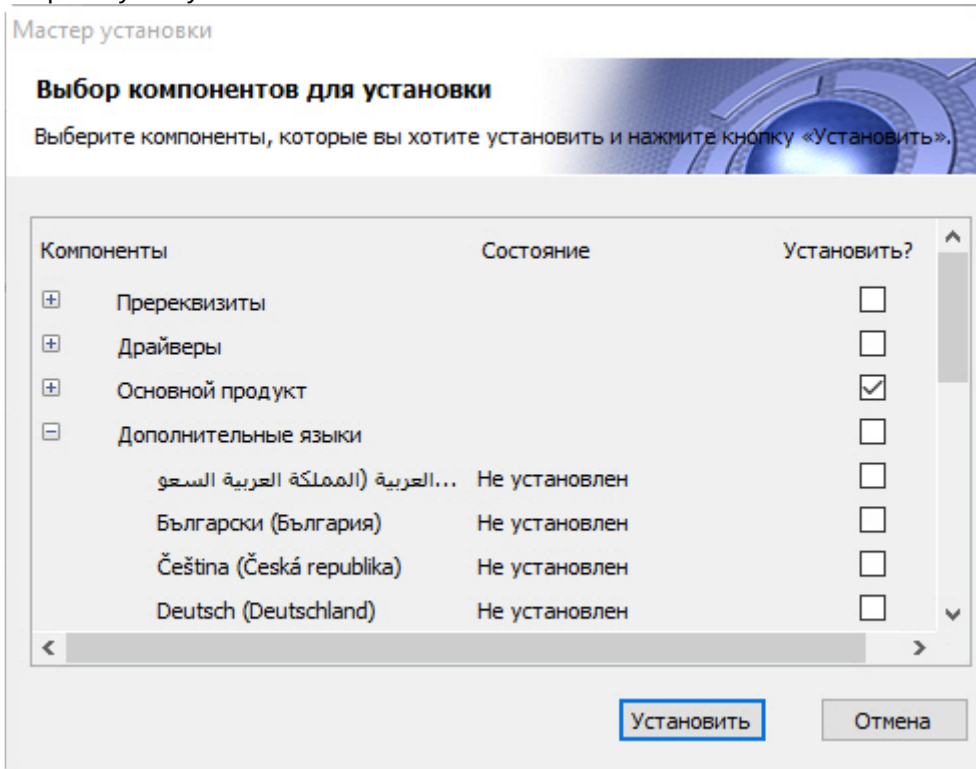 Мастер установки
Выбор компонентов для установки
Выберите компоненты, которые вы хотите установить и нажмите кнопку «Установить».
Компоненты Состояние Установить?
Пререквизиты
Драйверы
Основной продукт
Дополнительные языки
العربية (المملكة العربية السعو... Не установлен
Български (България) Не установлен
Čeština (Česká republika) Не установлен
Deutsch (Deutschland) Не установлен
Установить Отмена